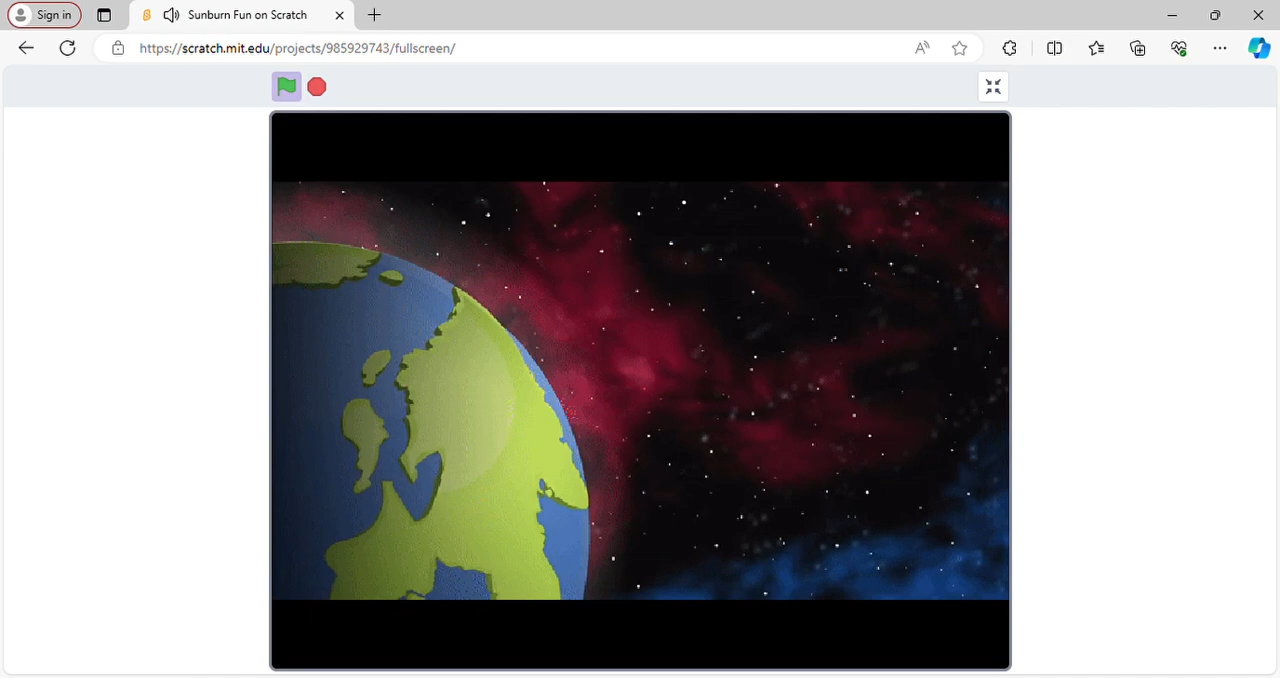 Sign in
Sunburn Fun on Scratch
https://scratch.mit.edu/projects/985929743/fullscreen/